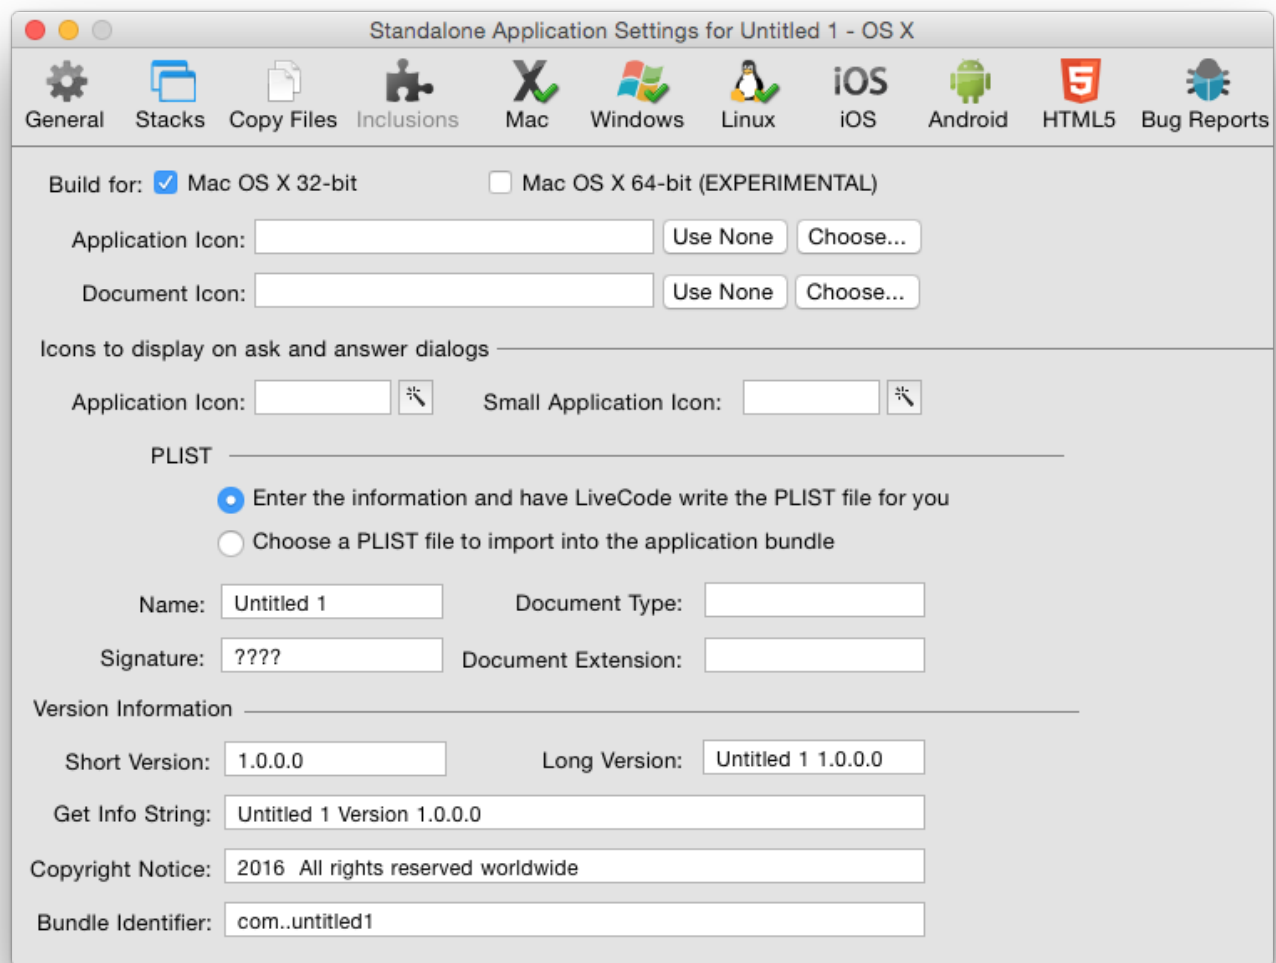 Standalone Application Settings for Untitled 1 - OS X
General Stacks Copy Files Inclusions Mac Windows Linux iOS iOS Android 5 HTML5 Bug Reports
Build for: Mac OS X 32-bit Mac OS X 64-bit (EXPERIMENTAL)
Application Icon: Use None Choose...
Document Icon: Use None Choose...
Icons to display on ask and answer dialogs
Application Icon: Small Application Icon:
PLIST
Enter the information and have LiveCode write the PLIST file for you
Choose a PLIST file to import into the application bundle
Name: Untitled 1 Document Type:
Signature: ???? Document Extension:
Version Information
Short Version: 1.0.0.0 Long Version: Untitled 1 1.0.0.0
Get Info String: Untitled 1 Version 1.0.0.0
Copyright Notice: 2016  All rights reserved worldwide
Bundle Identifier: com..untitled1